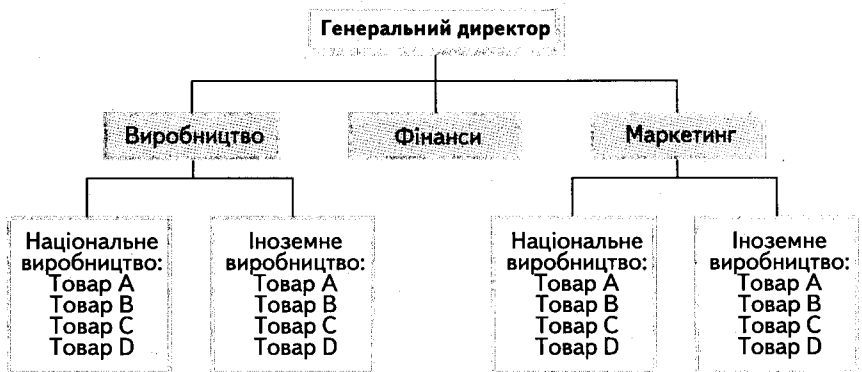 Генеральний директор
Виробництво
Фінанси
Маркетинг
Національне
виробництво:
Товар A
Товар B
Товар C
Товар D
Іноземне
виробництво:
Товар A
Товар B
Товар C
Товар D
Національне
виробництво:
Товар A
Товар B
Товар C
Товар D
Іноземне
виробництво:
Товар A
Товар B
Товар C
Товар D